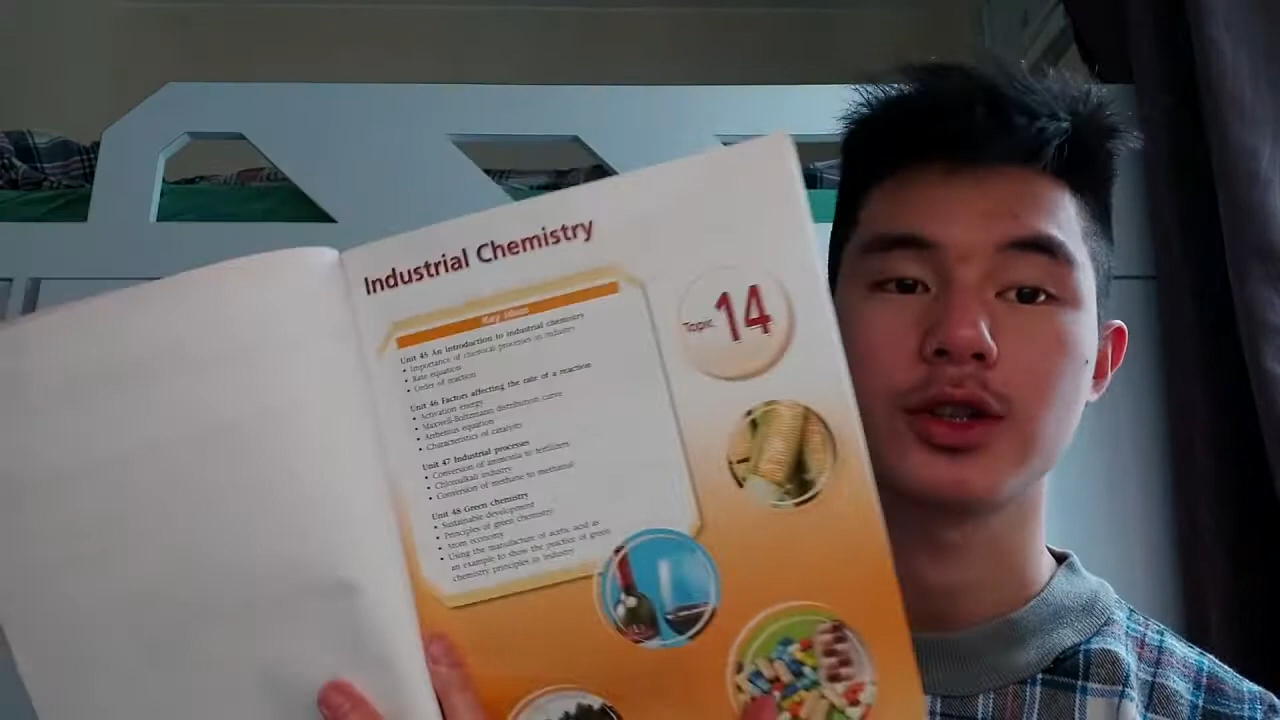 Industrial Chemistry
Topic 14
Key ideas
Unit 45 An introduction to industrial chemistry
• Importance of chemical processes in industry
• Rate equation
• Order of reaction
Unit 46 Factors affecting the rate of a reaction
• Activation energy
• Maxwell-Boltzmann distribution curve
• Arrhenius equation
• Characteristics of catalysts
Unit 47 Industrial processes
• Conversion of ammonia to fertilizers
• Chloroalkali industry
• Conversion of methane to methanol
Unit 48 Green chemistry
• Sustainable development
• Principles of green chemistry
• Atom economy
• Using the manufacture of acetic acid as
an example to show the practice of green
chemistry principles in industry